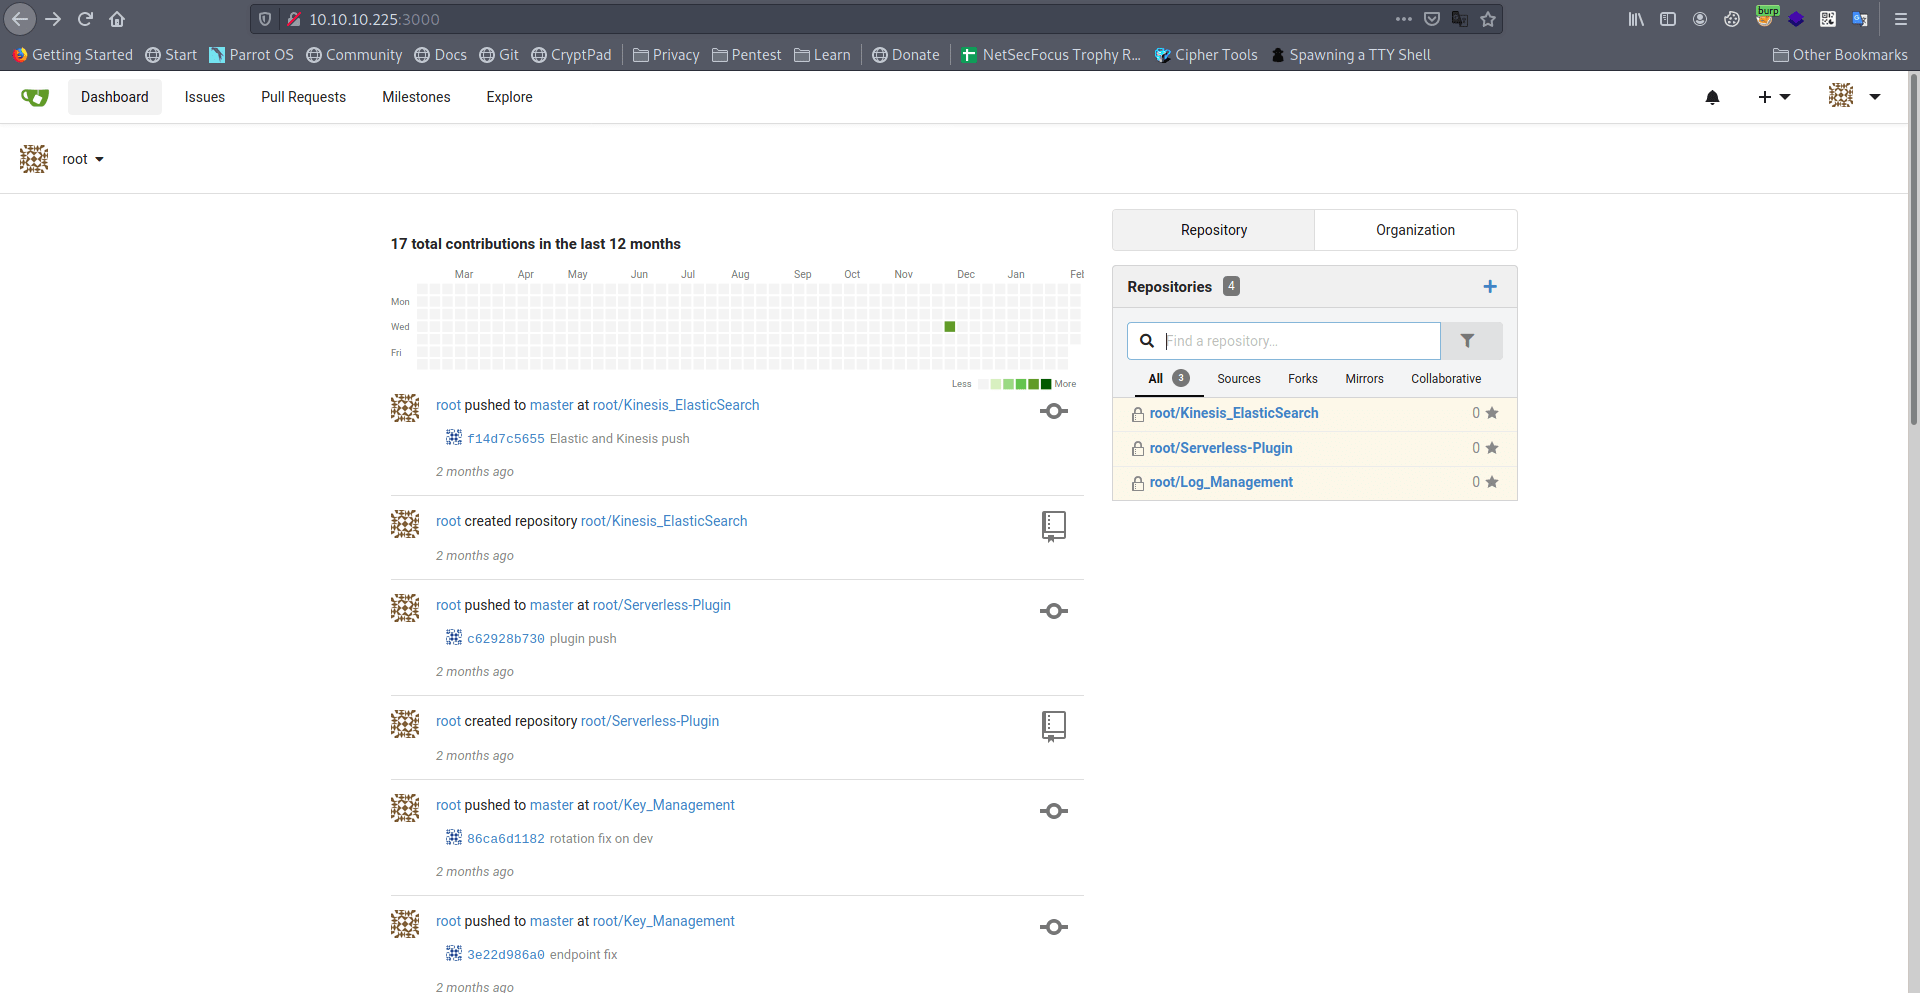 10.10.10.225:3000
burp
Getting Started Start Parrot OS Community Docs Git CryptPad Privacy Pentest Learn Donate NetSecFocus Trophy R... Cipher Tools Spawning a TTY Shell Other Bookmarks
Dashboard Issues Pull Requests Milestones Explore
root
Repository Organization
17 total contributions in the last 12 months
Mar Apr May Jun Jul Aug Sep Oct Nov Dec Jan Feb
Mon
Wed
Fri
Less More
Repositories 4
Find a repository...
All 3 Sources Forks Mirrors Collaborative
root/Kinesis_ElasticSearch 0
root/Serverless-Plugin 0
root/Log_Management 0
root pushed to master at root/Kinesis_ElasticSearch
f14d7c5655 Elastic and Kinesis push
2 months ago
root created repository root/Kinesis_ElasticSearch
2 months ago
root pushed to master at root/Serverless-Plugin
c62928b730 plugin push
2 months ago
root created repository root/Serverless-Plugin
2 months ago
root pushed to master at root/Key_Management
86ca6d1182 rotation fix on dev
2 months ago
root pushed to master at root/Key_Management
3e22d986a0 endpoint fix
2 months ago